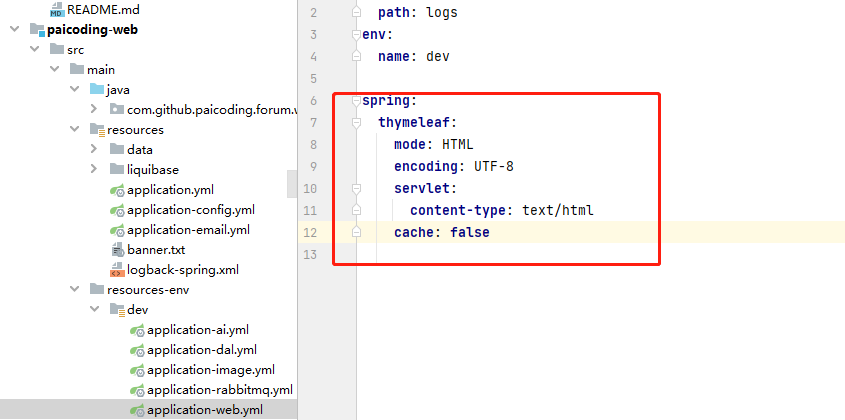 README.md
paicoding-web
src
main
java
com.github.paicoding.forum.w
resources
data
liquibase
application.yml
application-config.yml
application-email.yml
banner.txt
logback-spring.xml
resources-env
dev
application-ai.yml
application-dal.yml
application-image.yml
application-rabbitmq.yml
application-web.yml
2 path: logs
3 env:
4 name: dev
5
6 spring:
7 thymeleaf:
8 mode: HTML
9 encoding: UTF-8
10 servlet:
11 content-type: text/html
12 cache: false
13